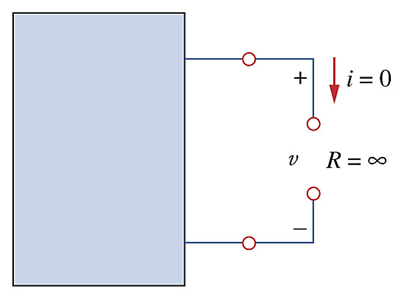 + i = 0
v R = ∞
−